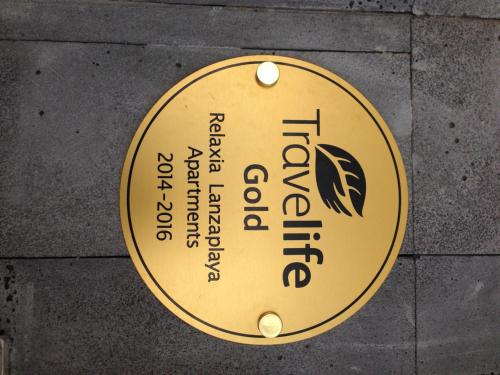 Travelife
Gold
Relaxia Lanzaplaya
Apartments
2014-2016